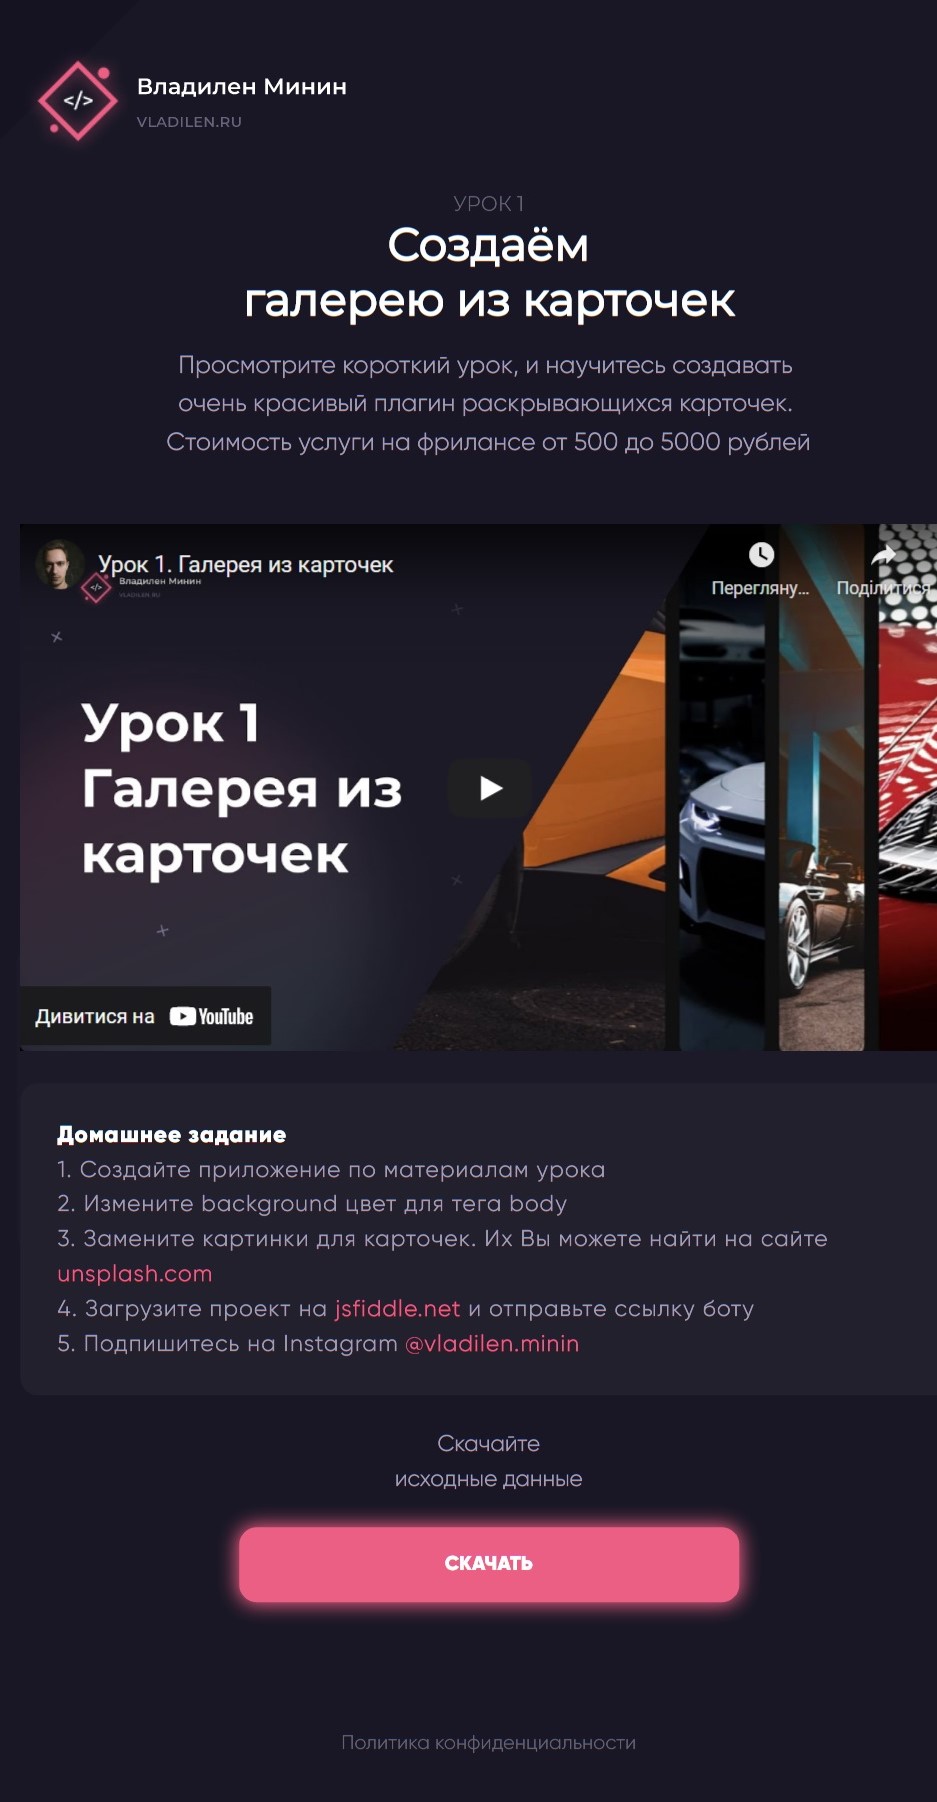 </>
Владилен Минин
VLADILEN.RU
УРОК 1
Создаём
галерею из карточек
Просмотрите короткий урок, и научитесь создавать
очень красивый плагин раскрывающихся карточек.
Стоимость услуги на фрилансе от 500 до 5000 рублей
Урок 1. Галерея из карточек
Перегляну...
Поділитися
</>
Владилен Минин
VLADILEN.RU
Урок 1
Галерея из
карточек
Дивитися на YouTube
Домашнее задание
1. Создайте приложение по материалам урока
2. Измените background цвет для тега body
3. Замените картинки для карточек. Их Вы можете найти на сайте
unsplash.com
4. Загрузите проект на jsfiddle.net и отправьте ссылку боту
5. Подпишитесь на Instagram @vladilen.minin
Скачайте
исходные данные
СКАЧАТЬ
Политика конфиденциальности